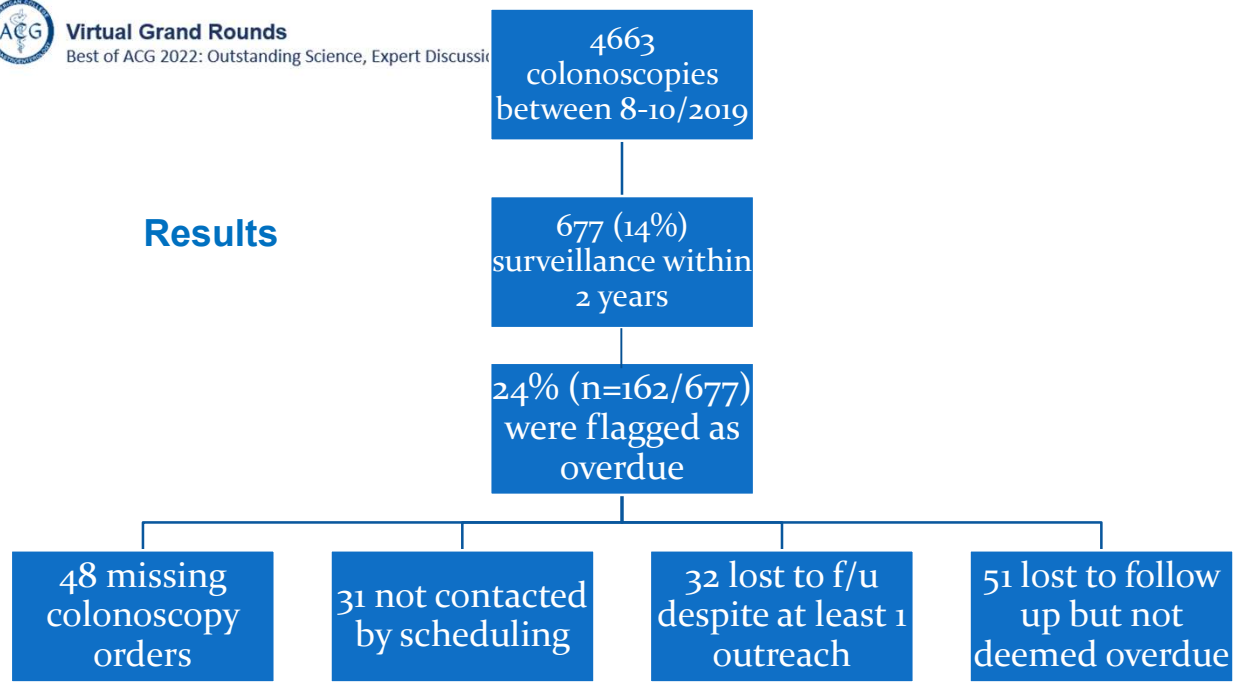 ACG
Virtual Grand Rounds
Best of ACG 2022: Outstanding Science, Expert
4663
colonoscopies
between 8-10/2019
Results
677 (14%)
surveillance within
2 years
24% (n=162/677)
were flagged as
overdue
48 missing
colonoscopy
orders
31 not contacted
by scheduling
32 lost to f/u
despite at least 1
outreach
51 lost to follow
up but not
deemed overdue